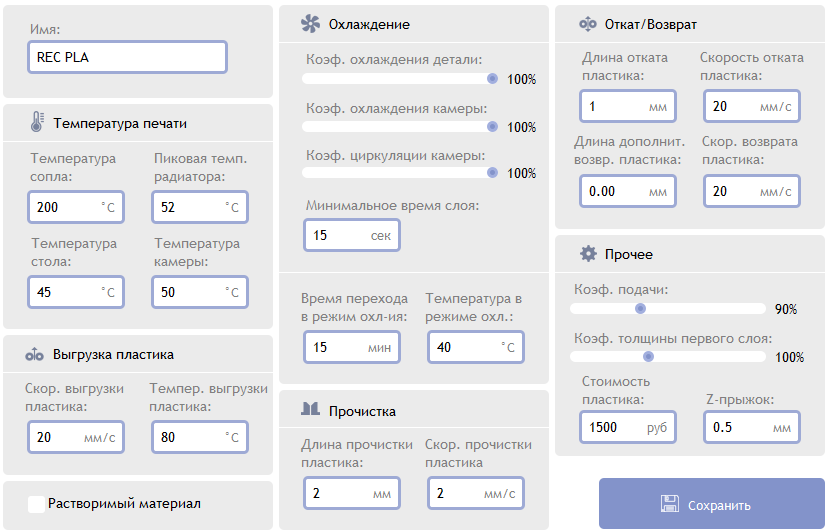 Имя:
REC PLA
Температура печати
Температура сопла:
200 °C
Пиковая темп. радиатора:
52 °C
Температура стола:
45 °C
Температура камеры:
50 °C
Выгрузка пластика
Скор. выгрузки пластика:
20 мм/с
Темпер. выгрузки пластика:
80 °C
Растворимый материал
Охлаждение
Коэф. охлаждения детали:
100%
Коэф. охлаждения камеры:
100%
Коэф. циркуляции камеры:
100%
Минимальное время слоя:
15 сек
Время перехода в режим охл-ия:
15 мин
Температура в режиме охл.:
40 °C
Прочистка
Длина прочистки пластика:
2 мм
Скор. прочистки пластика
2 мм/с
Откат/Возврат
Длина отката пластика:
1 мм
Скорость отката пластика:
20 мм/с
Длина дополнит. возвр. пластика:
0.00 мм
Скор. возврата пластика:
20 мм/с
Прочее
Коэф. подачи:
90%
Коэф. толщины первого слоя:
100%
Стоимость пластика:
1500 руб
Z-прыжок:
0.5 мм
Сохранить